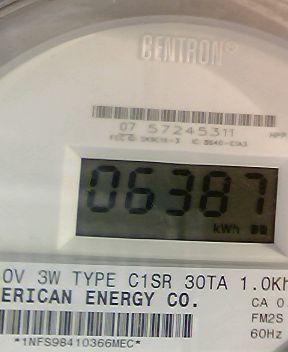 CENTRON®
07 57245311
06387
kWh
0V 3W TYPE C1SR 30TA 1.0Kh
ERICAN ENERGY CO.
CA 0.
FM2S
60Hz
*1NFS98410366MEC*